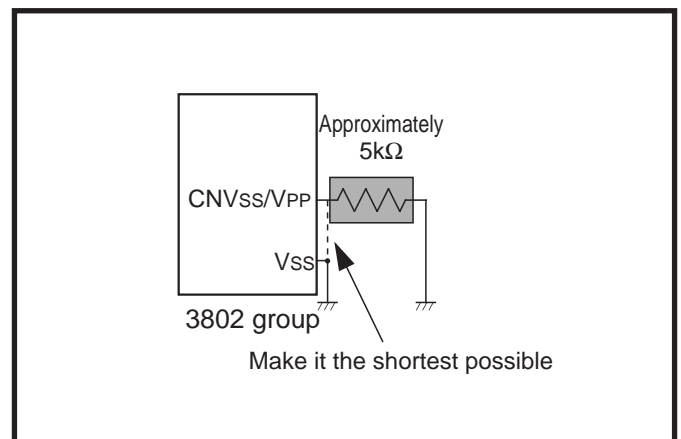 Approximately
5kΩ
CNVSS/VPP
VSS
3802 group
Make it the shortest possible